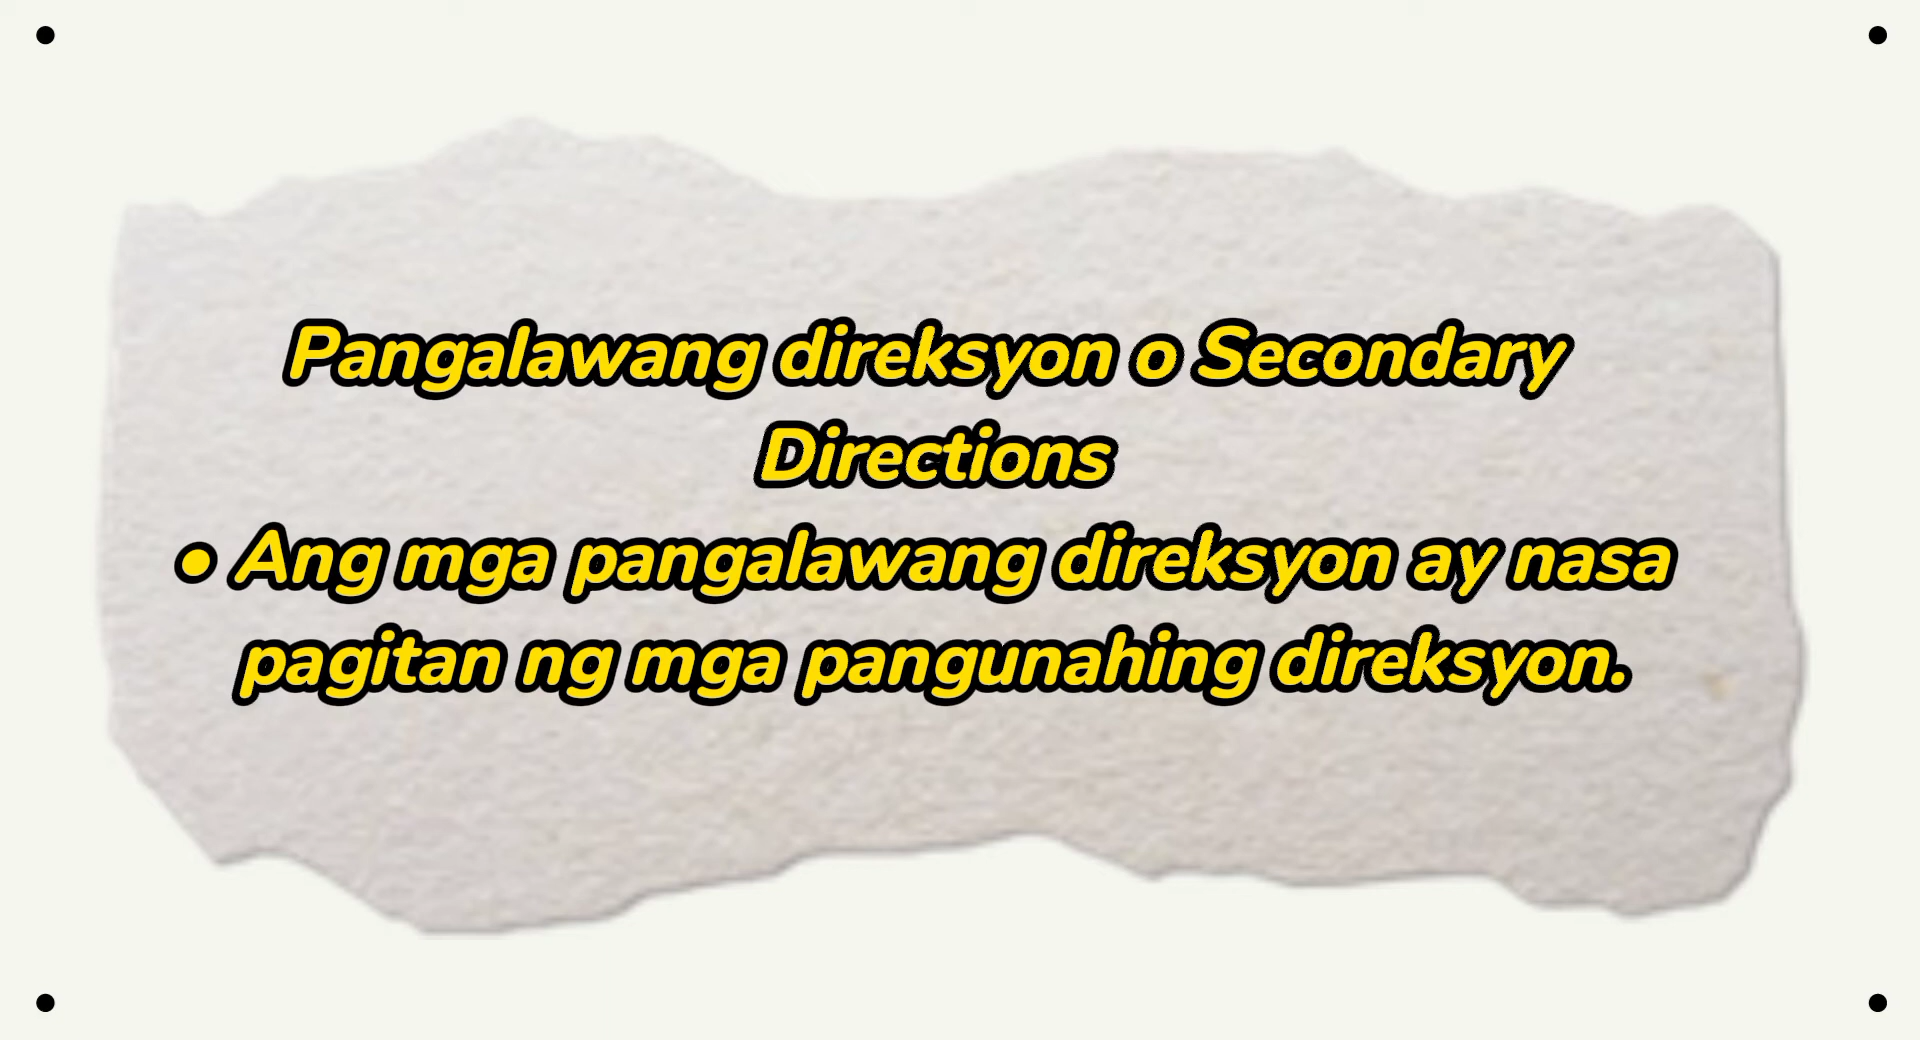 Pangalawang direksyon o Secondary
Directions
• Ang mga pangalawang direksyon ay nasa
pagitan ng mga pangunahing direksyon.